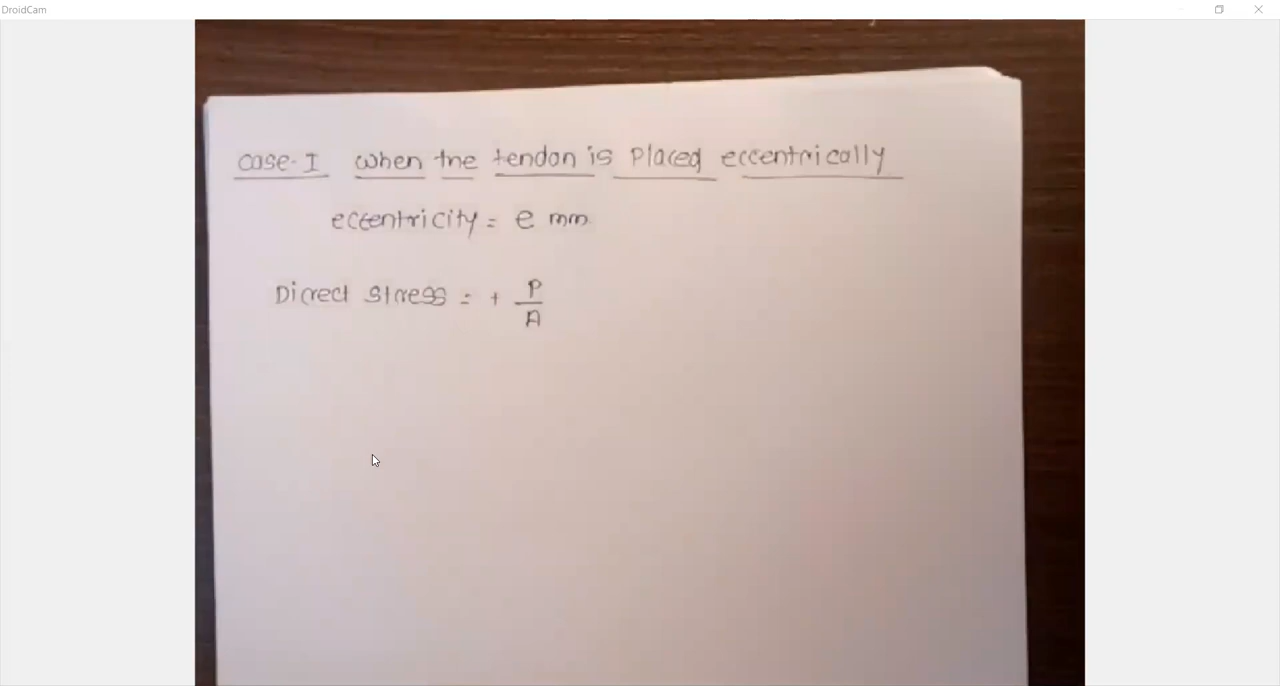 DroidCam
Case-I When the tendon is Placed eccentrically
eccentricity = e mm.
Direct stress = + P/A